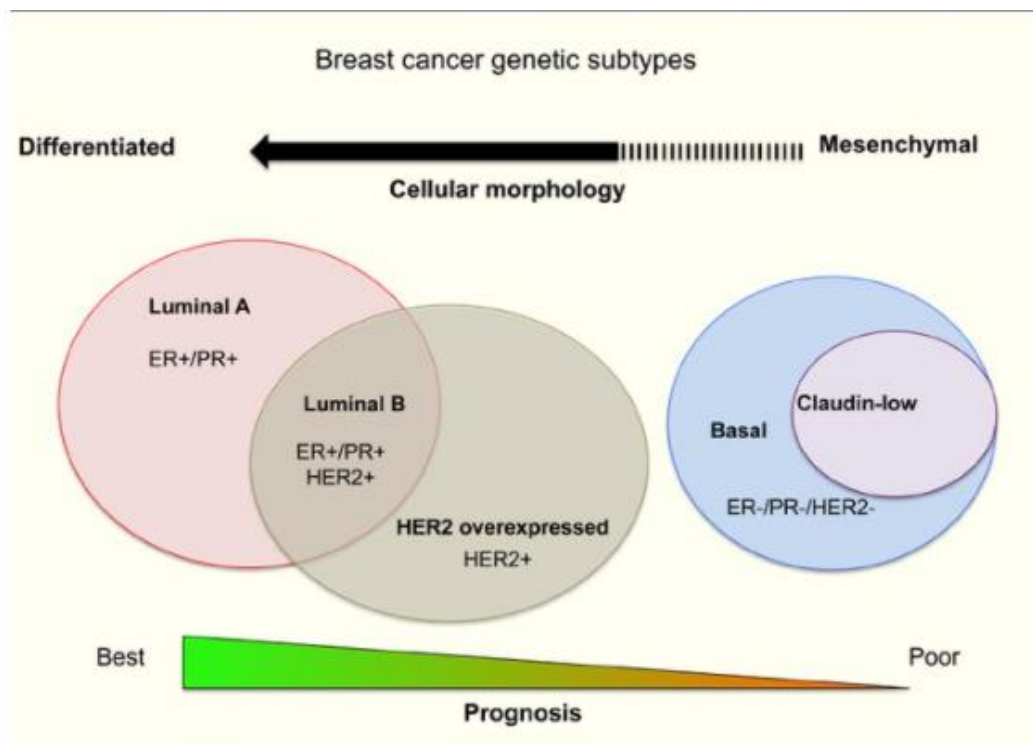 Breast cancer genetic subtypes
Differentiated
Mesenchymal
Cellular morphology
Luminal A
ER+/PR+
Luminal B
ER+/PR+
HER2+
HER2 overexpressed
HER2+
Claudin-low
Basal
ER-/PR-/HER2-
Best
Poor
Prognosis